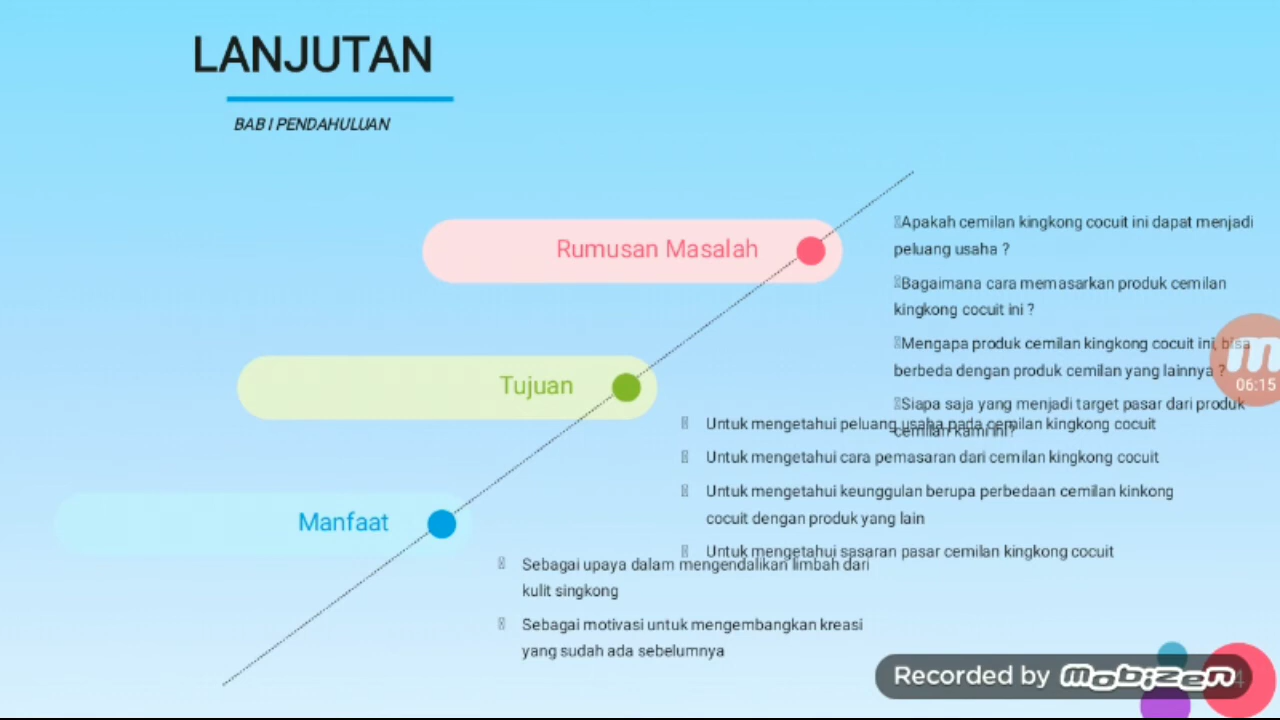 LANJUTAN
BAB I PENDAHULUAN
Rumusan Masalah
Apakah cemilan kingkong cocuit ini dapat menjadi
peluang usaha ?
Bagaimana cara memasarkan produk cemilan
kingkong cocuit ini ?
Mengapa produk cemilan kingkong cocuit ini, bisa
berbeda dengan produk cemilan yang lainnya ?
Siapa saja yang menjadi target pasar dari produk
cemilan kami ini?
Tujuan
Untuk mengetahui peluang usaha pada cemilan kingkong cocuit
Untuk mengetahui cara pemasaran dari cemilan kingkong cocuit
Untuk mengetahui keunggulan berupa perbedaan cemilan kinkong
cocuit dengan produk yang lain
Untuk mengetahui sasaran pasar cemilan kingkong cocuit
Manfaat
Sebagai upaya dalam mengendalikan limbah dari
kulit singkong
Sebagai motivasi untuk mengembangkan kreasi
yang sudah ada sebelumnya
06:15
Recorded by mobizen
4